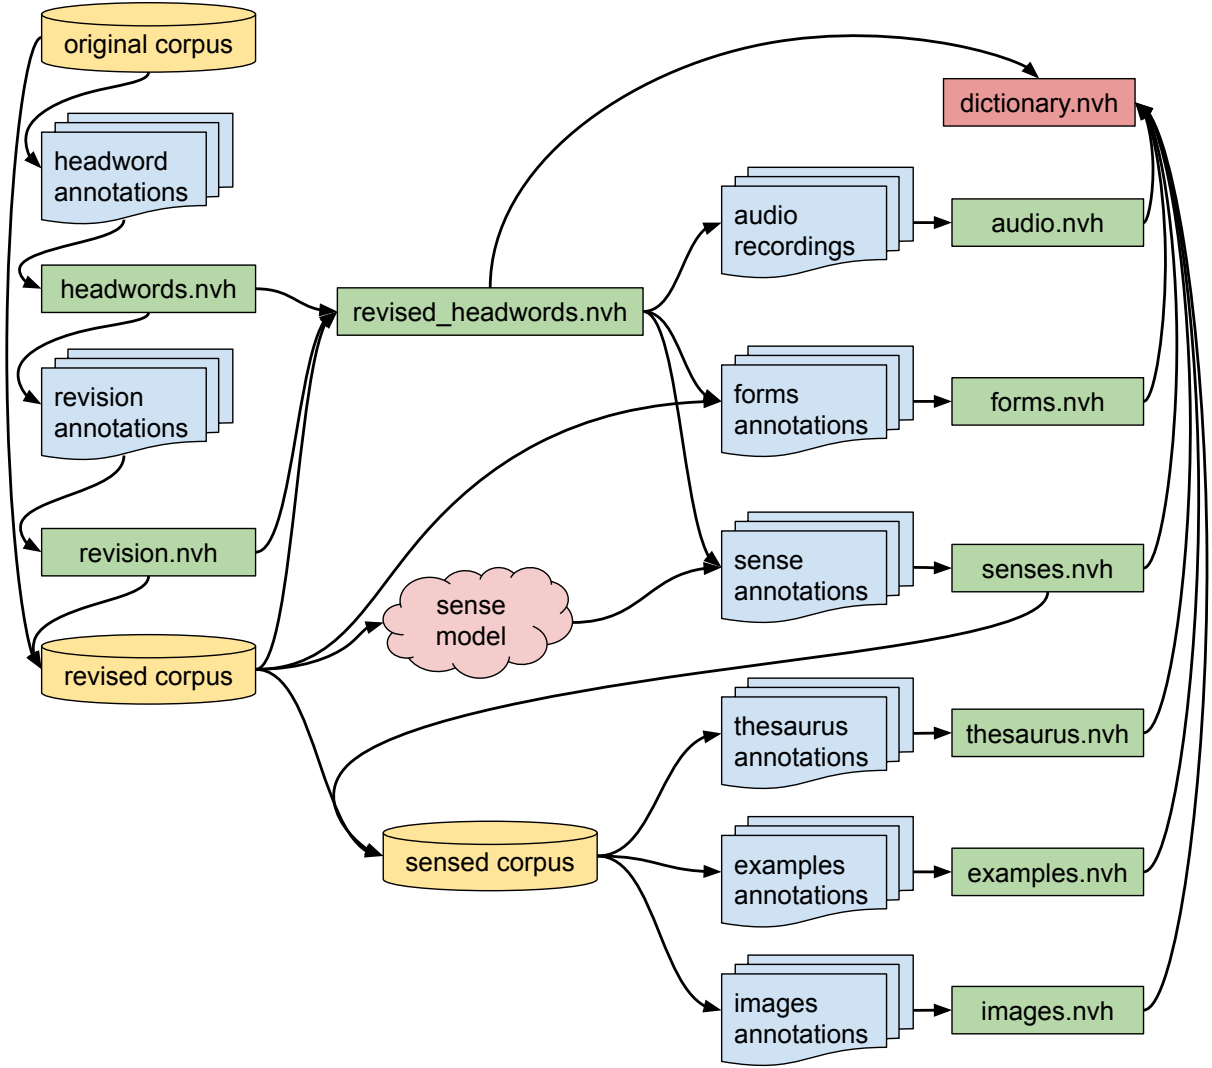 original corpus
headword
annotations
headwords.nvh
revision
annotations
revision.nvh
revised corpus
revised_headwords.nvh
sense
model
sensed corpus
dictionary.nvh
audio
recordings
audio.nvh
forms
annotations
forms.nvh
sense
annotations
senses.nvh
thesaurus
annotations
thesaurus.nvh
examples
annotations
examples.nvh
images
annotations
images.nvh